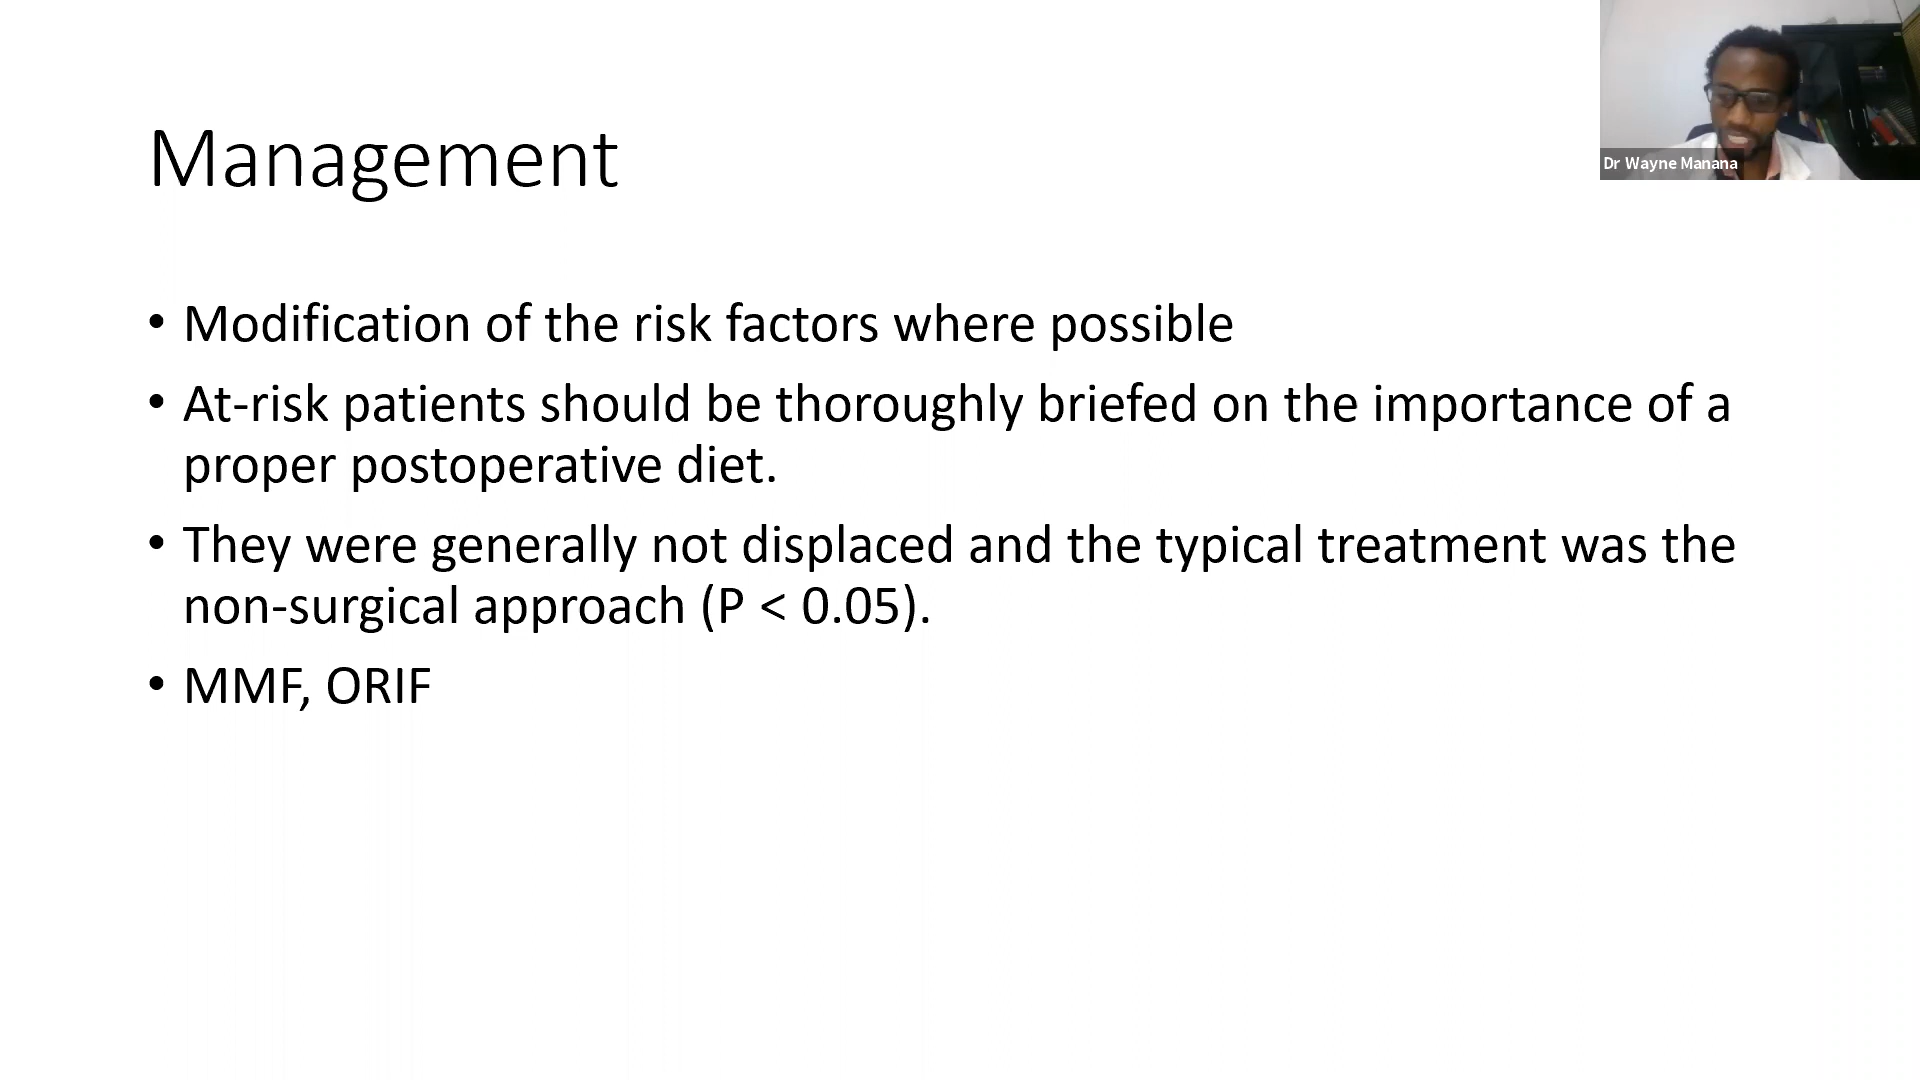 Management
Dr Wayne Manana
• Modification of the risk factors where possible
• At-risk patients should be thoroughly briefed on the importance of a
proper postoperative diet.
• They were generally not displaced and the typical treatment was the
non-surgical approach (P < 0.05).
• MMF, ORIF